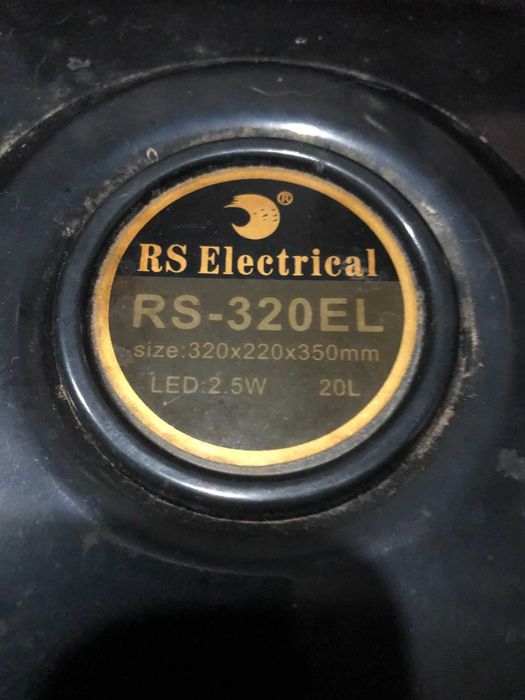 ®
RS Electrical
RS-320EL
size:320x220x350mm
LED:2.5W 20L